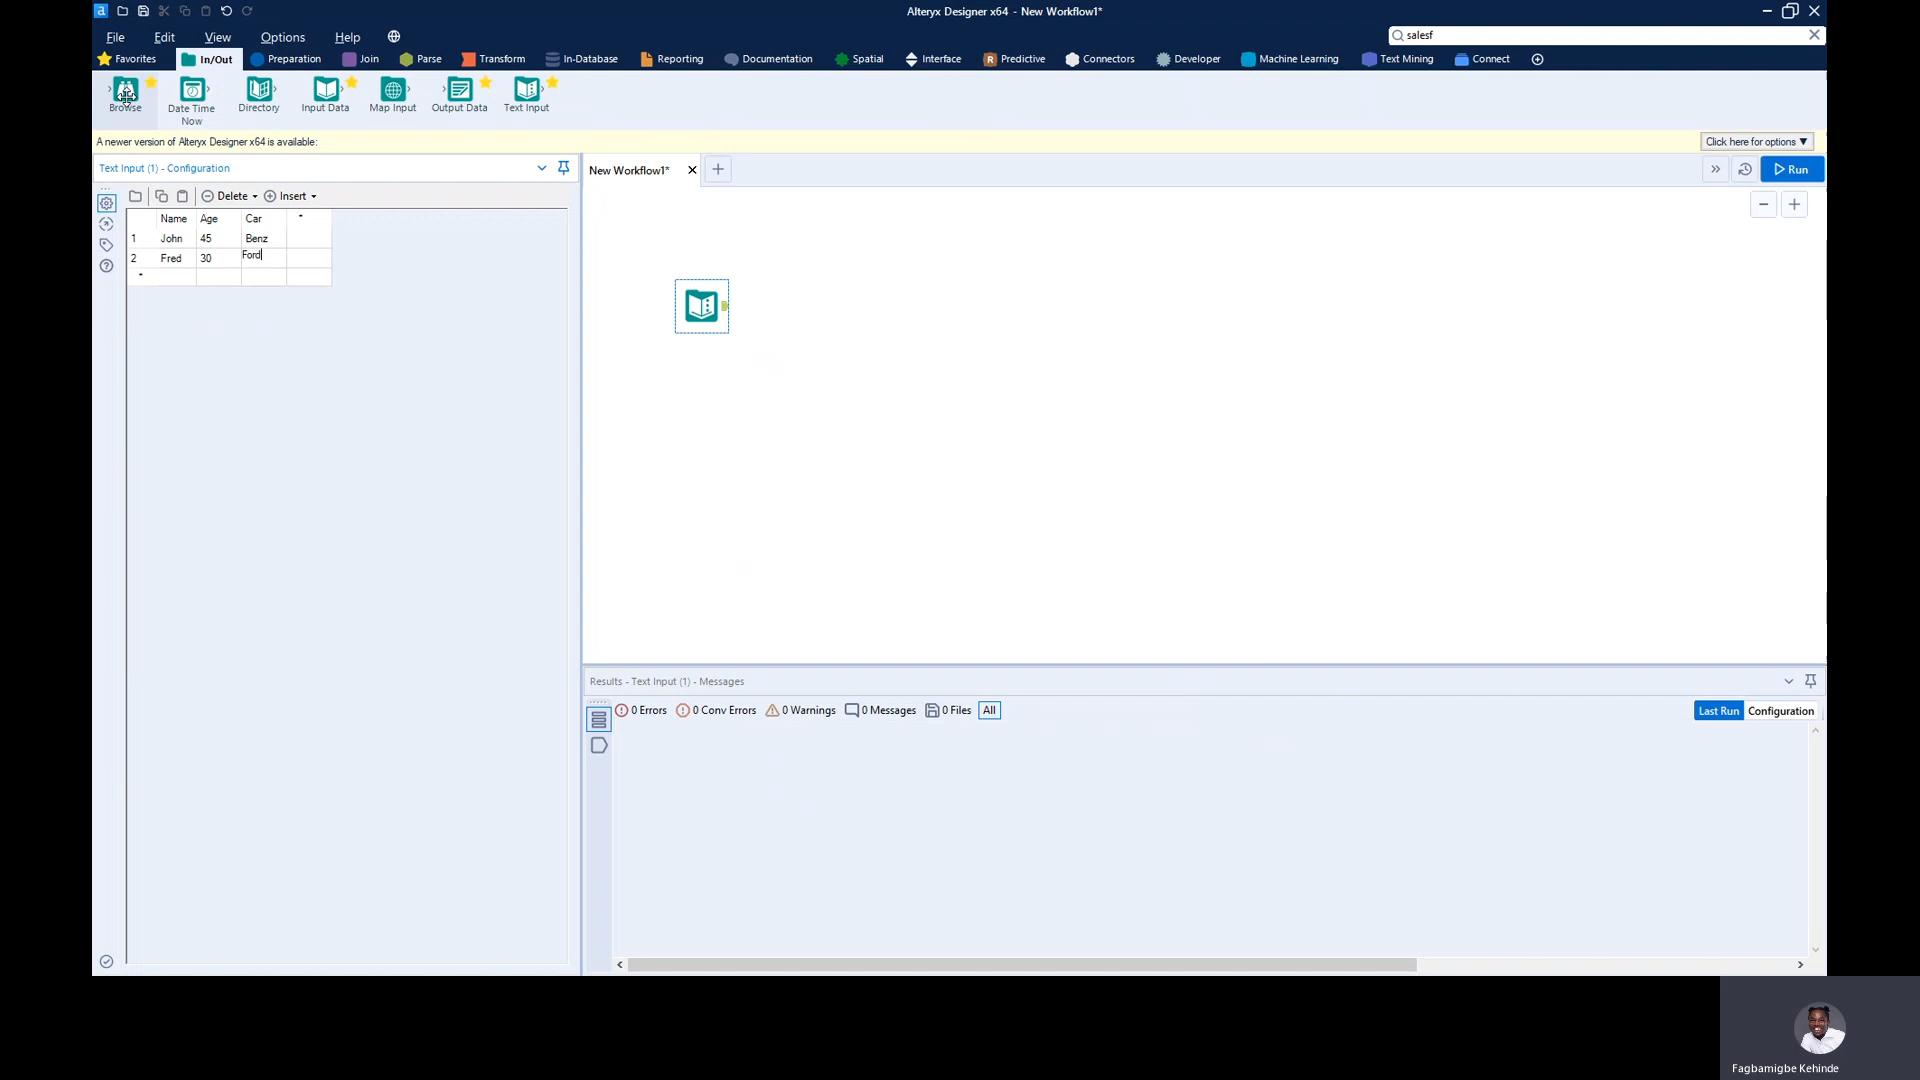 Alteryx Designer x64 - New Workflow1*
File Edit View Options Help
salesf
Favorites In/Out Preparation Join Parse Transform In-Database Reporting Documentation Spatial Interface Predictive Connectors Developer Machine Learning Text Mining Connect
Browse Date Time Now Directory Input Data Map Input Output Data Text Input
A newer version of Alteryx Designer x64 is available:
Click here for options ▼
Text Input (1) - Configuration
New Workflow1*
Run
Delete Insert
Name Age Car
1 John 45 Benz
2 Fred 30 Ford
Results - Text Input (1) - Messages
0 Errors 0 Conv Errors 0 Warnings 0 Messages 0 Files All
Last Run Configuration
Fagbamigbe Kehinde